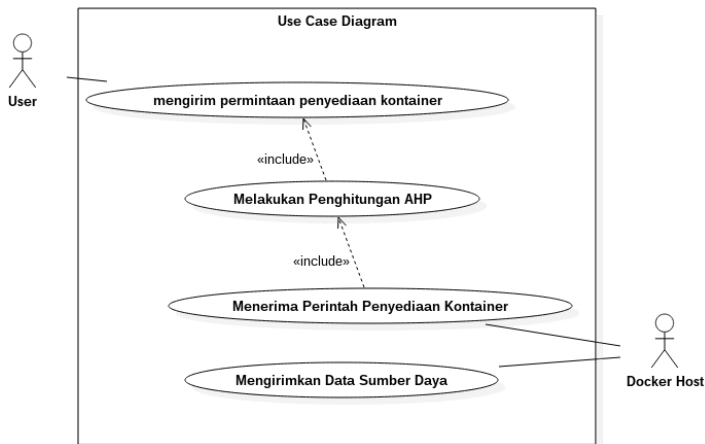 Use Case Diagram
User
mengirim permintaan penyediaan kontainer
«include»
Melakukan Penghitungan AHP
«include»
Menerima Perintah Penyediaan Kontainer
Mengirimkan Data Sumber Daya
Docker Host